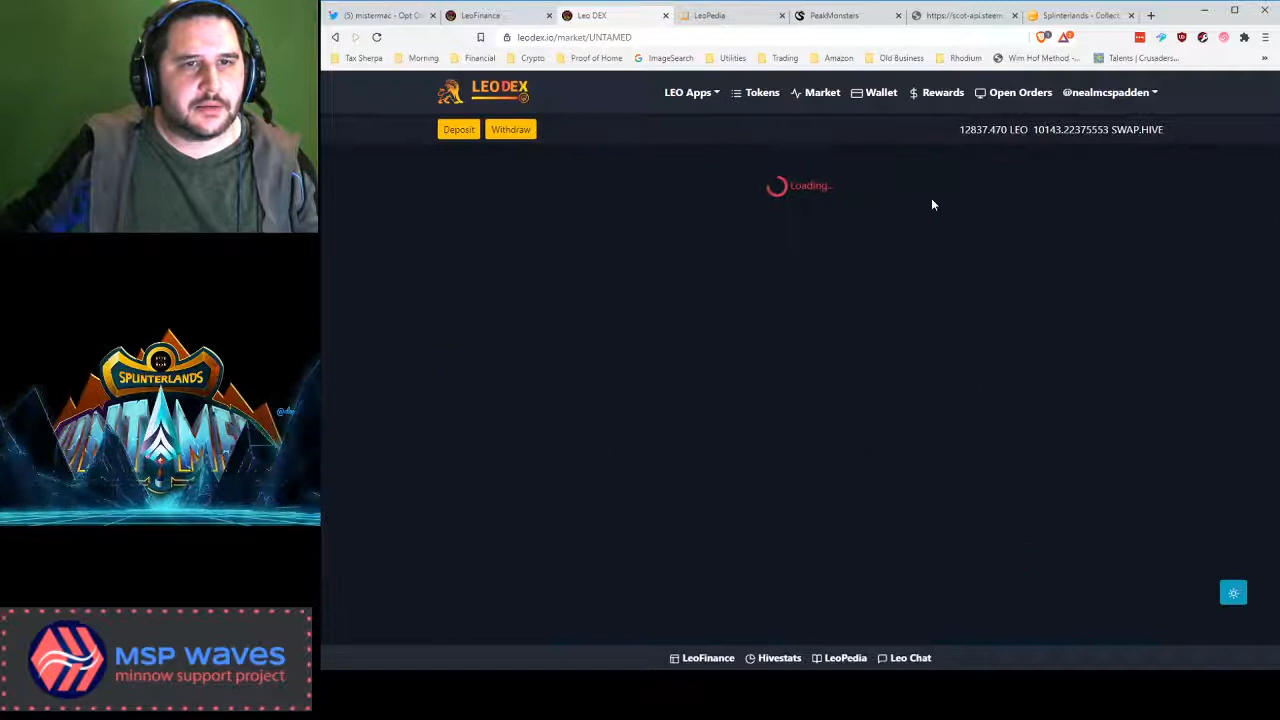 (5) mistermac - Opt O
LeoFinance
Leo DEX
LeoPedia
PeakMonsters
https://scot-api.steem
Splinterlands - Collect
leodex.io/market/UNTAMED
Tax Sherpa
Morning
Financial
Crypto
Proof of Home
ImageSearch
Utilities
Trading
Amazon
Old Business
Rhodium
Wim Hof Method -...
Talents | Crusaders...
LEO DEX
LEO Apps
Tokens
Market
Wallet
Rewards
Open Orders
@nealmcspadden
Deposit
Withdraw
12837.470 LEO 10143.22375553 SWAP.HIVE
Loading...
SPLINTERLANDS
UNTAMED
MSP waves
minnow support project
LeoFinance
Hivestats
LeoPedia
Leo Chat